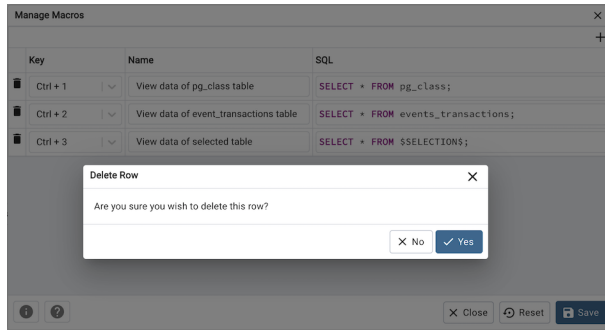 Manage Macros
Key Name SQL
Ctrl + 1 View data of pg_class table SELECT * FROM pg_class;
Ctrl + 2 View data of event_transactions table SELECT * FROM events_transactions;
Ctrl + 3 View data of selected table SELECT * FROM $SELECTION$;
Delete Row
Are you sure you wish to delete this row?
No Yes
Close Reset Save